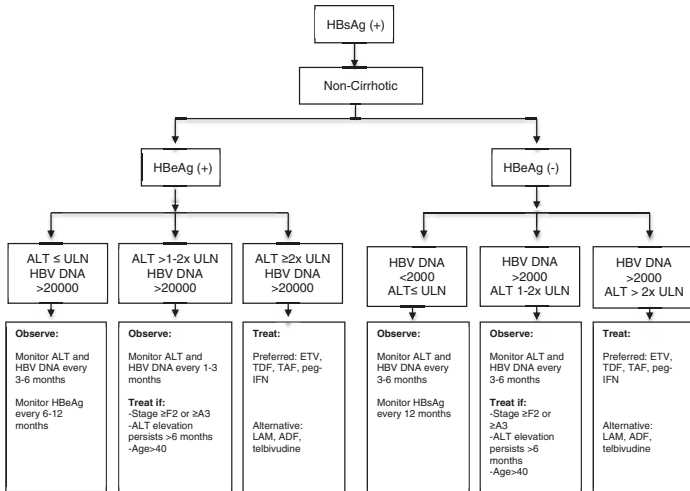 HBsAg (+)
Non-Cirrhotic
HBeAg (+)
HBeAg (-)
ALT ≤ ULN
HBV DNA
>20000
ALT >1-2x ULN
HBV DNA
>20000
ALT ≥2x ULN
HBV DNA
>20000
HBV DNA
<2000
ALT≤ ULN
HBV DNA
>2000
ALT 1-2x ULN
HBV DNA
>2000
ALT > 2x ULN
Observe:
Monitor ALT and
HBV DNA every
3-6 months
Monitor HBeAg
every 6-12
months
Observe:
Monitor ALT and
HBV DNA every 1-3
months
Treat if:
-Stage ≥F2 or ≥A3
-ALT elevation
persists >6 months
-Age>40
Treat:
Preferred: ETV,
TDF, TAF, peg-
IFN
Alternative:
LAM, ADF,
telbivudine
Observe:
Monitor ALT and
HBV DNA every
3-6 months
Monitor HBsAg
every 12 months
Observe:
Monitor ALT and
HBV DNA every
3-6 months
Treat if:
-Stage ≥F2 or
≥A3
-ALT elevation
persists >6
months
-Age>40
Treat:
Preferred: ETV,
TDF, TAF, peg-
IFN
Alternative:
LAM, ADF,
telbivudine